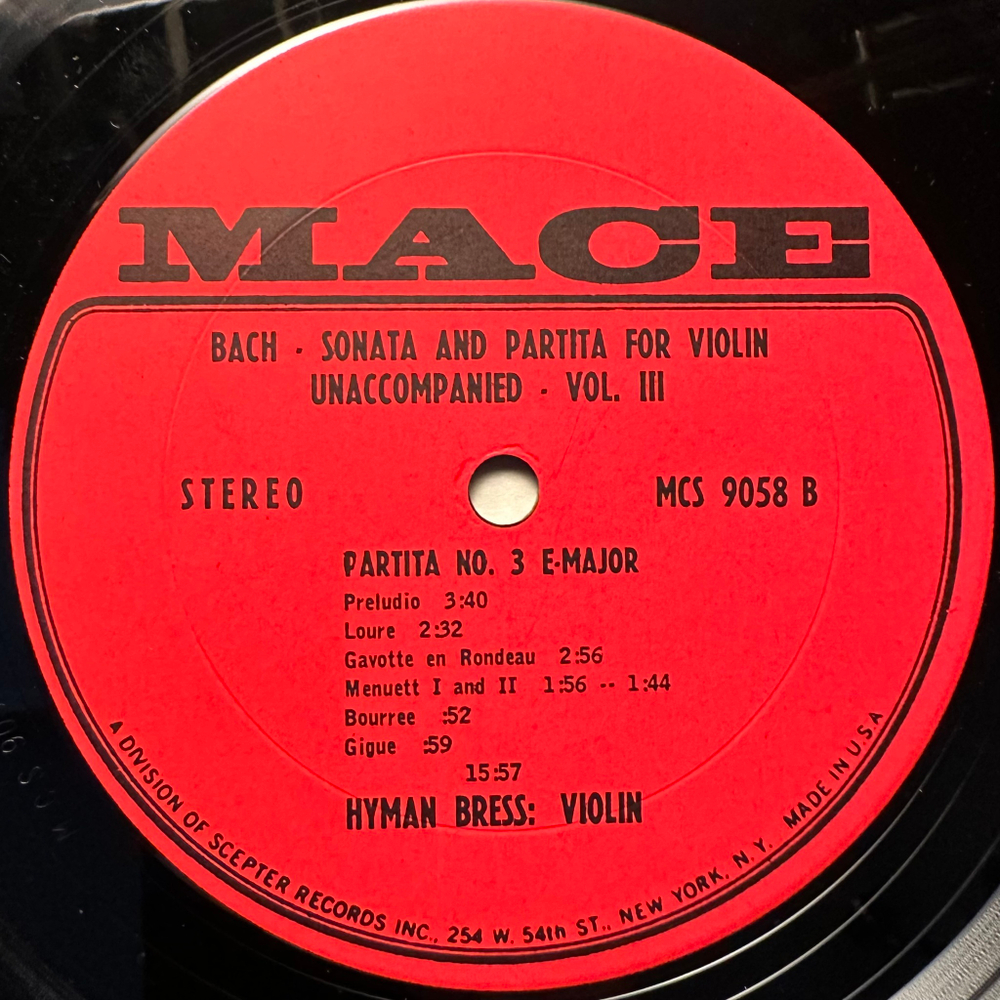 MACE
BACH - SONATA AND PARTITA FOR VIOLIN
UNACCOMPANIED - VOL. III
STEREO
MCS 9058 B
PARTITA NO. 3 E-MAJOR
Preludio 3:40
Loure 2:32
Gavotte en Rondeau 2:56
Menuett I and II 1:56 -- 1:44
Bourree :52
Gigue :59
15:57
HYMAN BRESS: VIOLIN
A DIVISION OF SCEPTER RECORDS INC., 254 W. 54th ST., NEW YORK, N.Y. MADE IN U.S.A